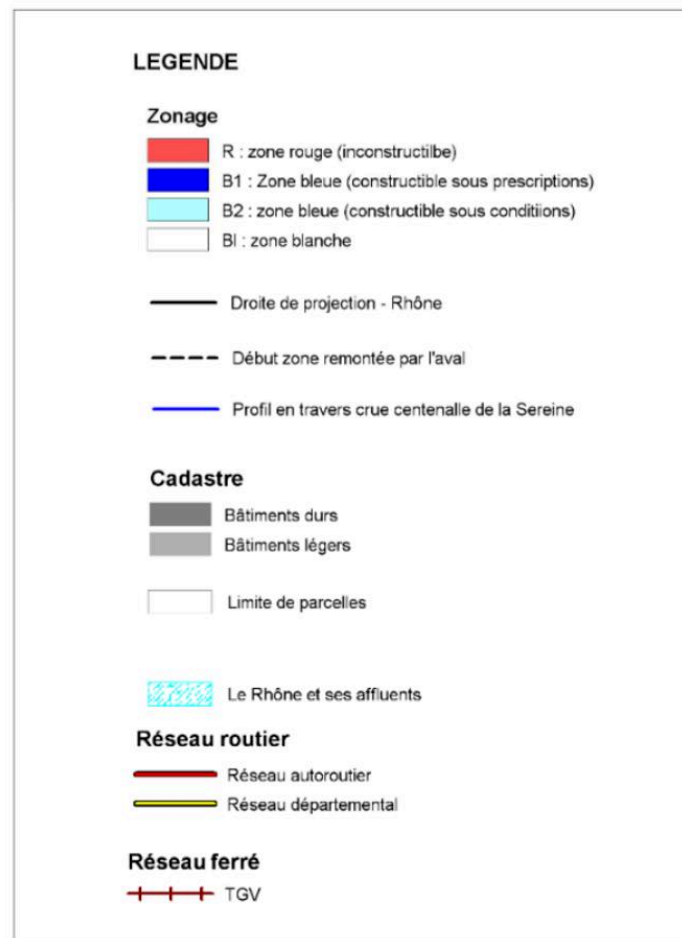 LEGENDE
Zonage
R : zone rouge (inconstructilbe)
B1 : Zone bleue (constructible sous prescriptions)
B2 : zone bleue (constructible sous conditiions)
Bl : zone blanche
Droite de projection - Rhône
Début zone remontée par l'aval
Profil en travers crue centenalle de la Sereine
Cadastre
Bâtiments durs
Bâtiments légers
Limite de parcelles
Le Rhône et ses affluents
Réseau routier
Réseau autoroutier
Réseau départemental
Réseau ferré
TGV